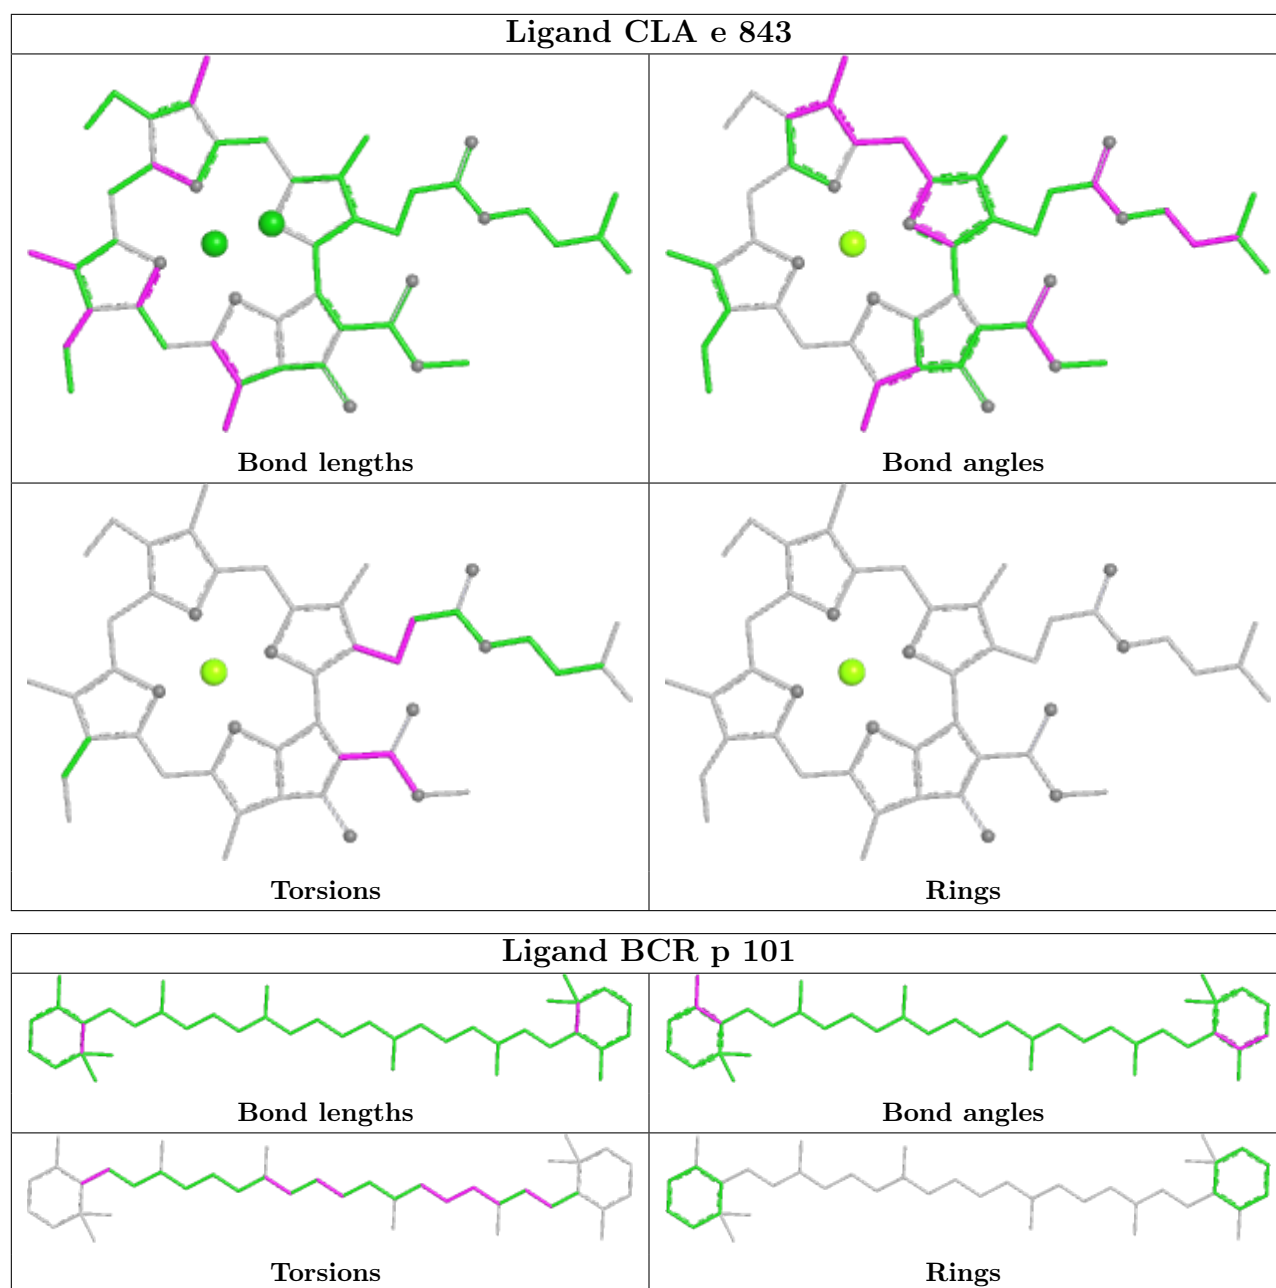 Ligand CLA e 843
Bond lengths
Bond angles
Torsions
Rings
Ligand BCR p 101
Bond lengths
Bond angles
Torsions
Rings